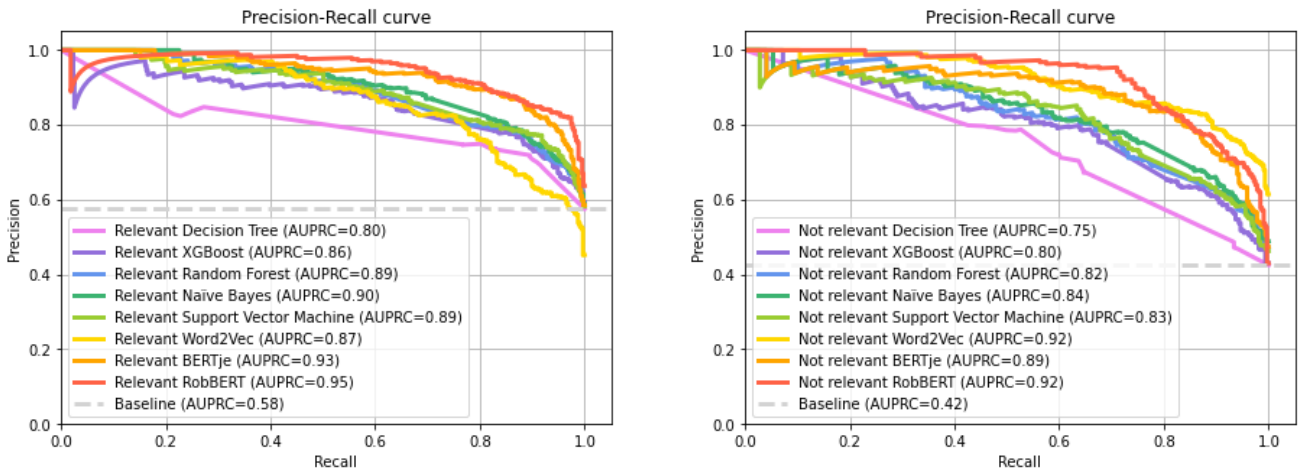 Precision-Recall curve
1.0
0.8
0.6
0.4
0.2
0.0
Precision
Relevant Decision Tree (AUPRC=0.80)
Relevant XGBoost (AUPRC=0.86)
Relevant Random Forest (AUPRC=0.89)
Relevant Naïve Bayes (AUPRC=0.90)
Relevant Support Vector Machine (AUPRC=0.89)
Relevant Word2Vec (AUPRC=0.87)
Relevant BERTje (AUPRC=0.93)
Relevant RobBERT (AUPRC=0.95)
Baseline (AUPRC=0.58)
0.0 0.2 0.4 0.6 0.8 1.0
Recall
Precision-Recall curve
1.0
0.8
0.6
0.4
0.2
0.0
Precision
Not relevant Decision Tree (AUPRC=0.75)
Not relevant XGBoost (AUPRC=0.80)
Not relevant Random Forest (AUPRC=0.82)
Not relevant Naïve Bayes (AUPRC=0.84)
Not relevant Support Vector Machine (AUPRC=0.83)
Not relevant Word2Vec (AUPRC=0.92)
Not relevant BERTje (AUPRC=0.89)
Not relevant RobBERT (AUPRC=0.92)
Baseline (AUPRC=0.42)
0.0 0.2 0.4 0.6 0.8 1.0
Recall